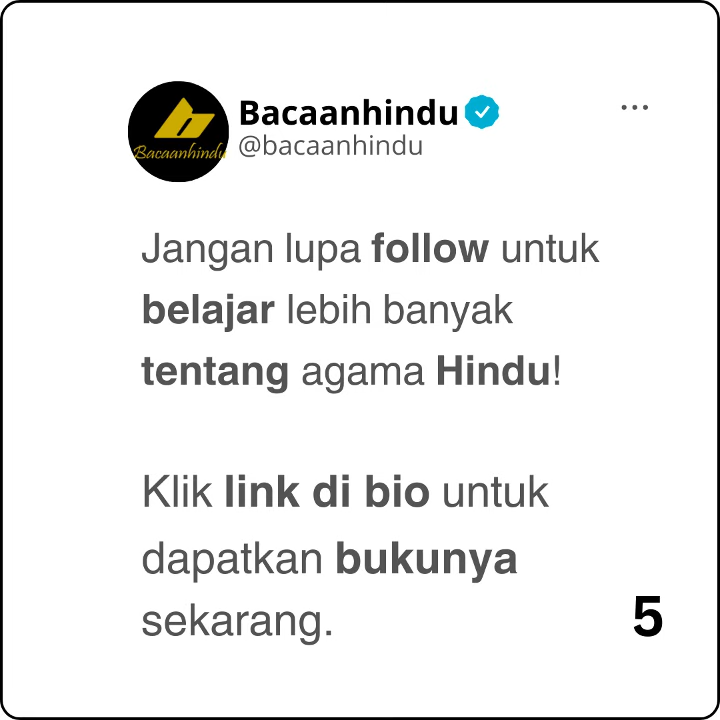 Bacaanhindu
Bacaanhindu
@bacaanhindu
Jangan lupa follow untuk
belajar lebih banyak
tentang agama Hindu!
Klik link di bio untuk
dapatkan bukunya
sekarang.
5